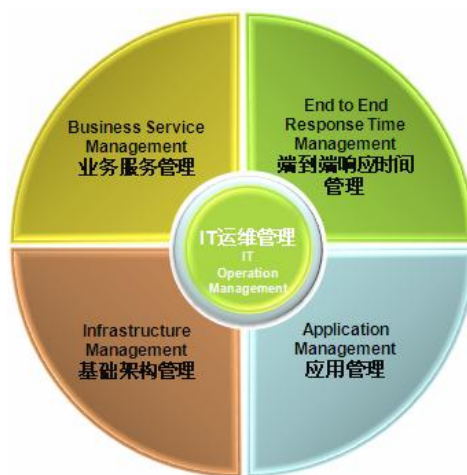 Business Service
Management
业务服务管理
End to End
Response Time
Management
端到端响应时间
管理
IT运维管理
IT
Operation
Management
Infrastructure
Management
基础架构管理
Application
Management
应用管理